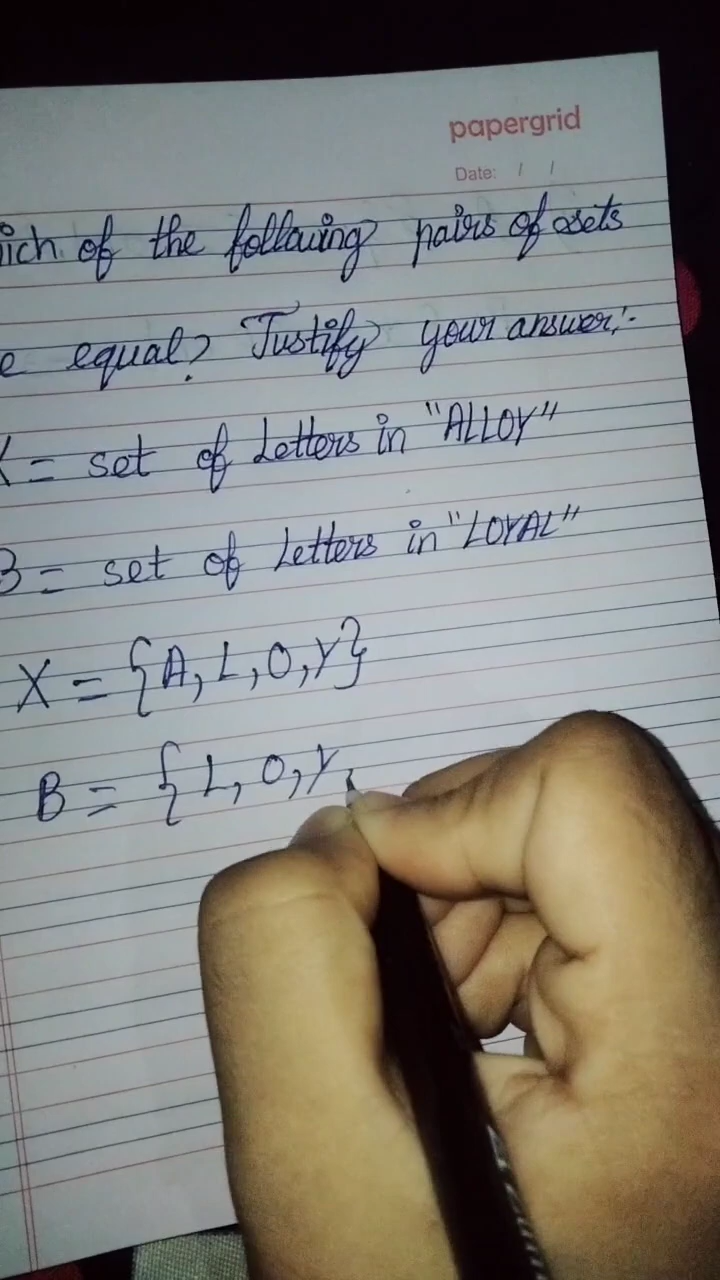 papergrid
Date: / /
ich of the following pairs of sets
e equal? Justify your answer:-
X = set of Letters in "ALLOY"
B = set of Letters in "LOYAL"
X = {A, L, O, Y}
B = {L, O, Y,